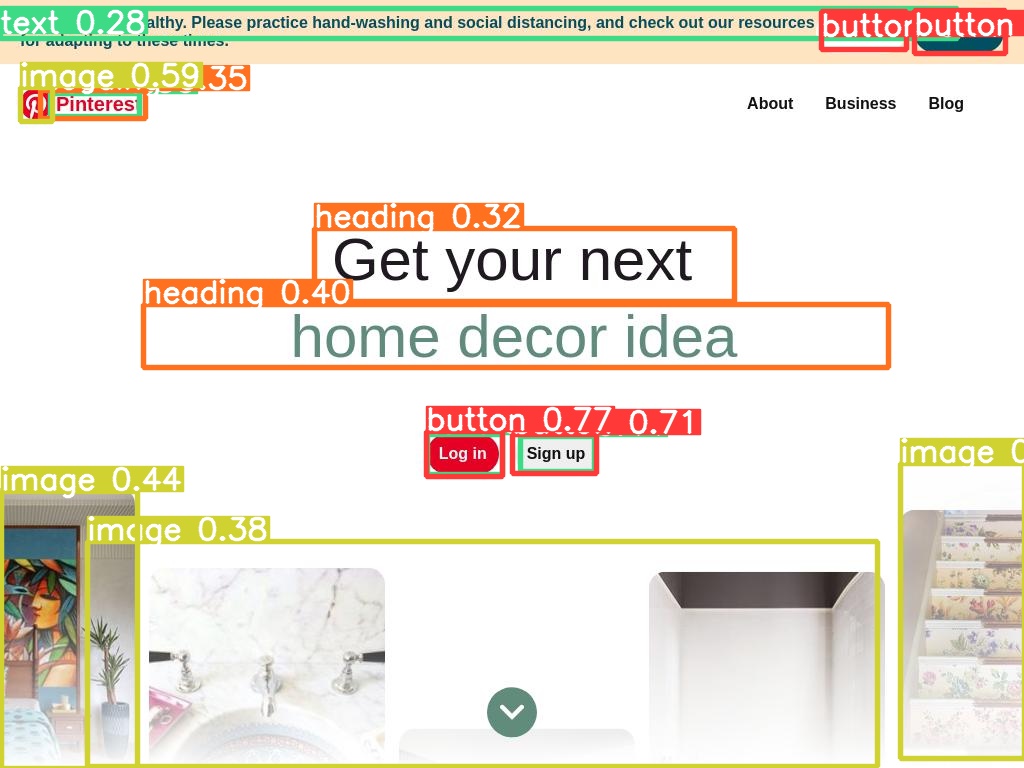 text 0.28
althy. Please practice hand-washing and social distancing, and check out our resources
for adapting to these times.
button
button
image 0.59
.35
Pinterest
About
Business
Blog
heading 0.32
Get your next
heading 0.40
home decor idea
button 0.77
0.71
Log in
Sign up
image 0.44
image 0.38
image 0